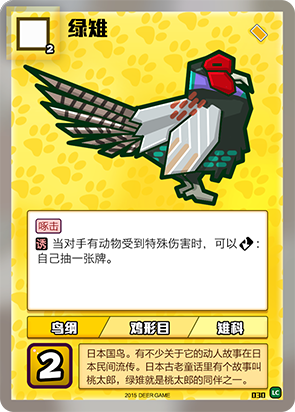 绿雉
2
啄击
诱 当对手有动物受到特殊伤害时，可以 :
自己抽一张牌。
鸟纲 鸡形目 雉科
2
日本国鸟。有不少关于它的动人故事在日
本民间流传。日本古老童话里有个故事叫
桃太郎，绿雉就是桃太郎的同伴之一。
2015 DEER GAME
030 LC